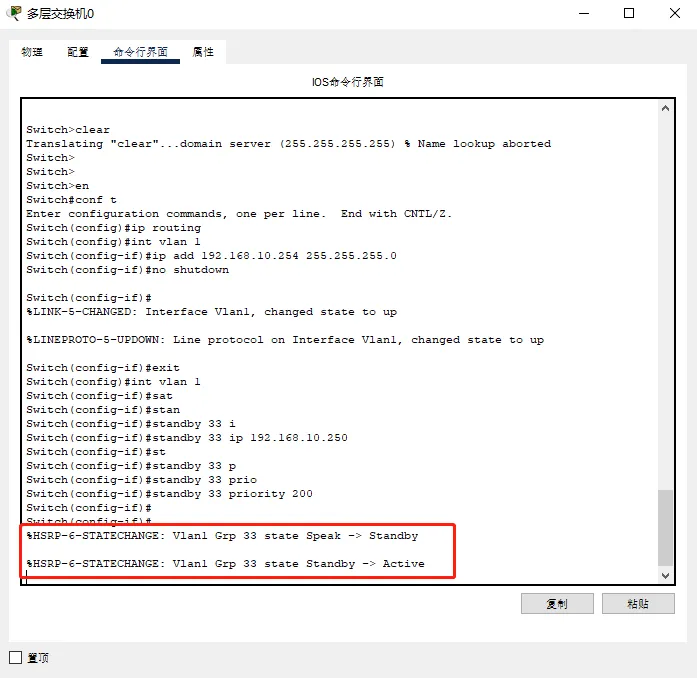 多层交换机0
物理 配置 命令行界面 属性
IOS命令行界面
Switch>clear
Translating "clear"...domain server (255.255.255.255) % Name lookup aborted
Switch>
Switch>
Switch>en
Switch#conf t
Enter configuration commands, one per line.  End with CNTL/Z.
Switch(config)#ip routing
Switch(config)#int vlan 1
Switch(config-if)#ip add 192.168.10.254 255.255.255.0
Switch(config-if)#no shutdown
Switch(config-if)#
%LINK-5-CHANGED: Interface Vlan1, changed state to up
%LINEPROTO-5-UPDOWN: Line protocol on Interface Vlan1, changed state to up
Switch(config-if)#exit
Switch(config)#int vlan 1
Switch(config-if)#sat
Switch(config-if)#stan
Switch(config-if)#standby 33 i
Switch(config-if)#standby 33 ip 192.168.10.250
Switch(config-if)#st
Switch(config-if)#standby 33 p
Switch(config-if)#standby 33 prio
Switch(config-if)#standby 33 priority 200
Switch(config-if)#
Switch(config-if)#
%HSRP-6-STATECHANGE: Vlan1 Grp 33 state Speak -> Standby
%HSRP-6-STATECHANGE: Vlan1 Grp 33 state Standby -> Active
复制 粘贴
置顶